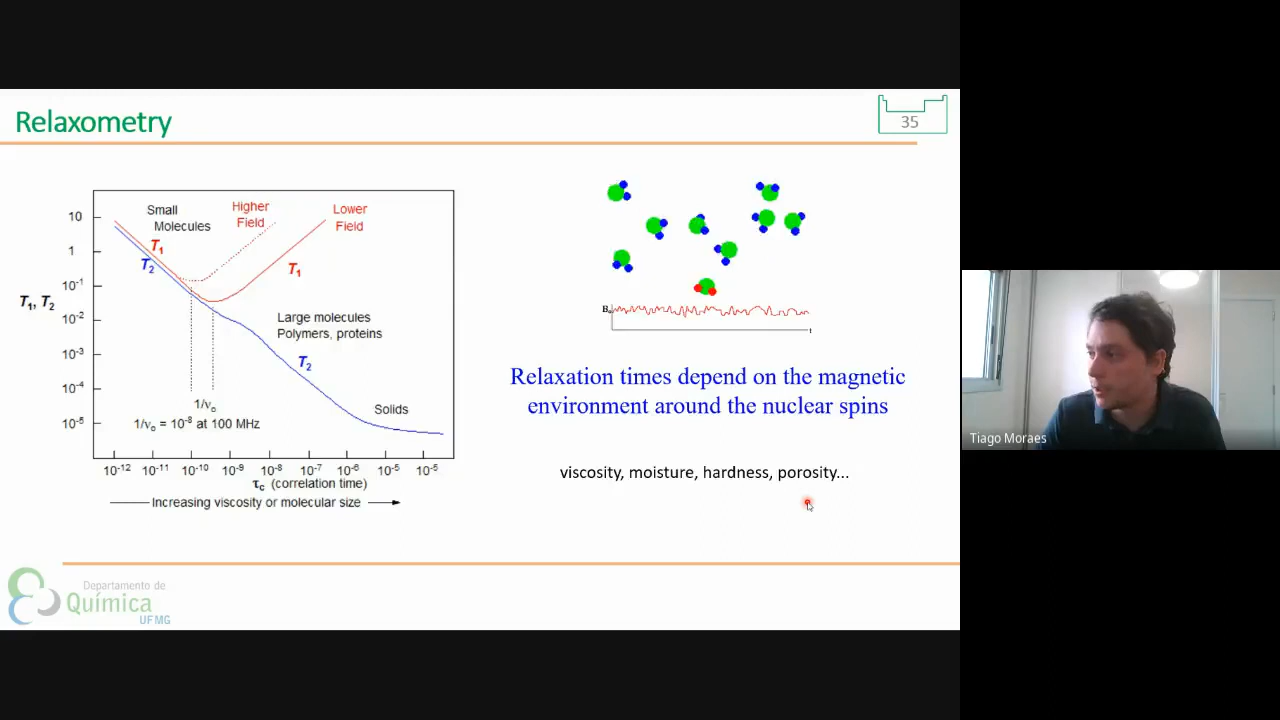 Relaxometry
35
Small
Molecules
Higher
Field
Lower
Field
10
1
10⁻¹
10⁻²
10⁻³
10⁻⁴
10⁻⁵
T₁, T₂
T₁
T₂
T₁
Large molecules
Polymers, proteins
T₂
Solids
1/ν₀
1/ν₀ = 10⁻⁸ at 100 MHz
10⁻¹² 10⁻¹¹ 10⁻¹⁰ 10⁻⁹ 10⁻⁸ 10⁻⁷ 10⁻⁶ 10⁻⁵ 10⁻⁵
τc (correlation time)
Increasing viscosity or molecular size
t
Relaxation times depend on the magnetic
environment around the nuclear spins
viscosity, moisture, hardness, porosity...
Departamento de
Química
UFMG
Tiago Moraes